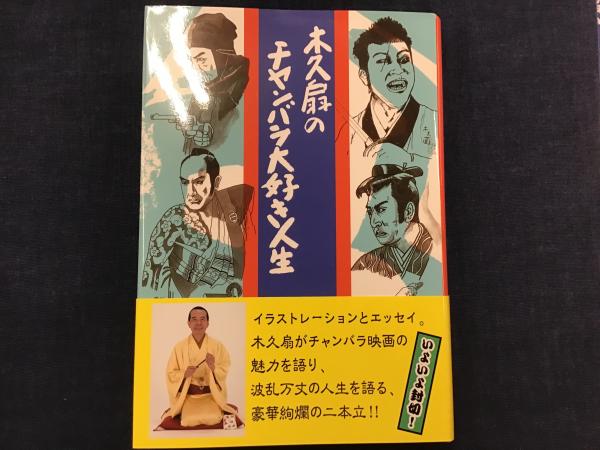 木久扇の
チャンバラ大好き人生
イラストレーションとエッセイ。
木久扇がチャンバラ映画の
魅力を語り、
波乱万丈の人生を語る、
豪華絢爛の二本立!!
いよいよ封切!